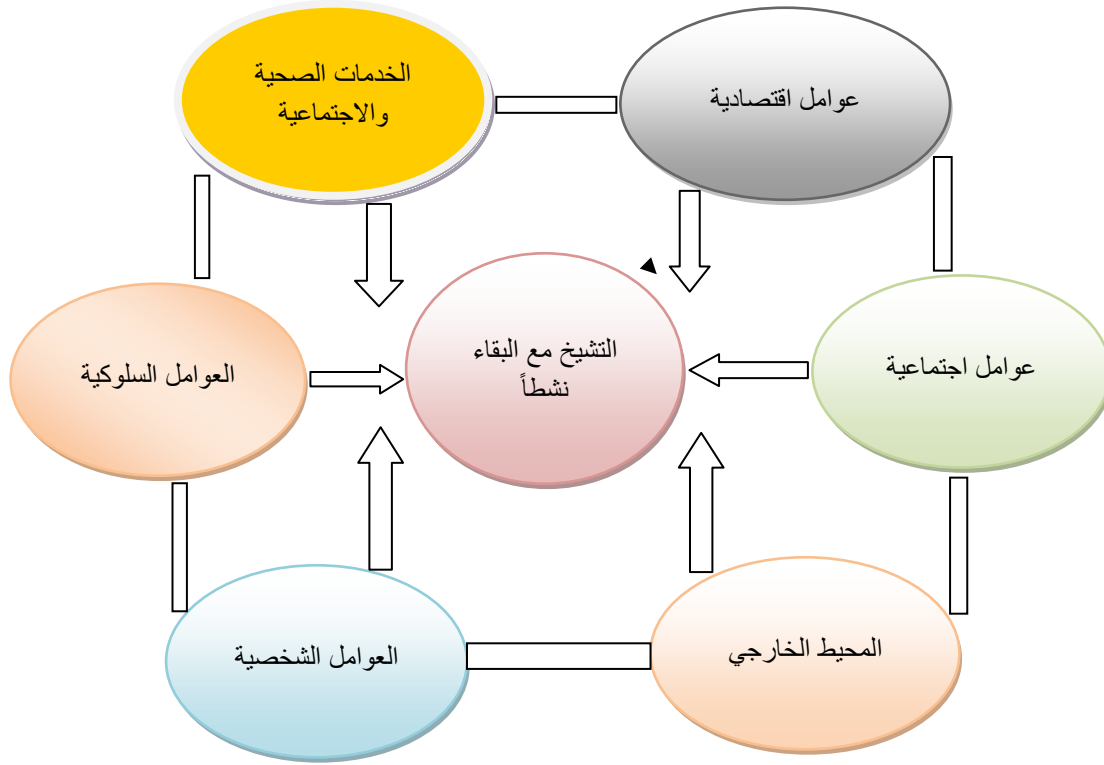 الخدمات الصحية
والاجتماعية
عوامل اقتصادية
التشيخ مع البقاء
نشطاً
عوامل اجتماعية
العوامل السلوكية
المحيط الخارجي
العوامل الشخصية